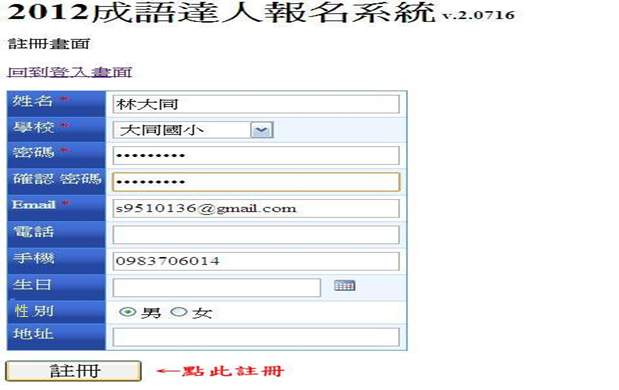 2012成語達人報名系統 v.2.0716
註冊畫面
回到登入畫面
姓名 * 林大同
學校 * 大同國小
密碼 * •••••••••
確認 密碼 •••••••••
Email * s9510136@gmail.com
電話
手機 0983706014
生日
性別 男 女
地址
註冊 ←點此註冊